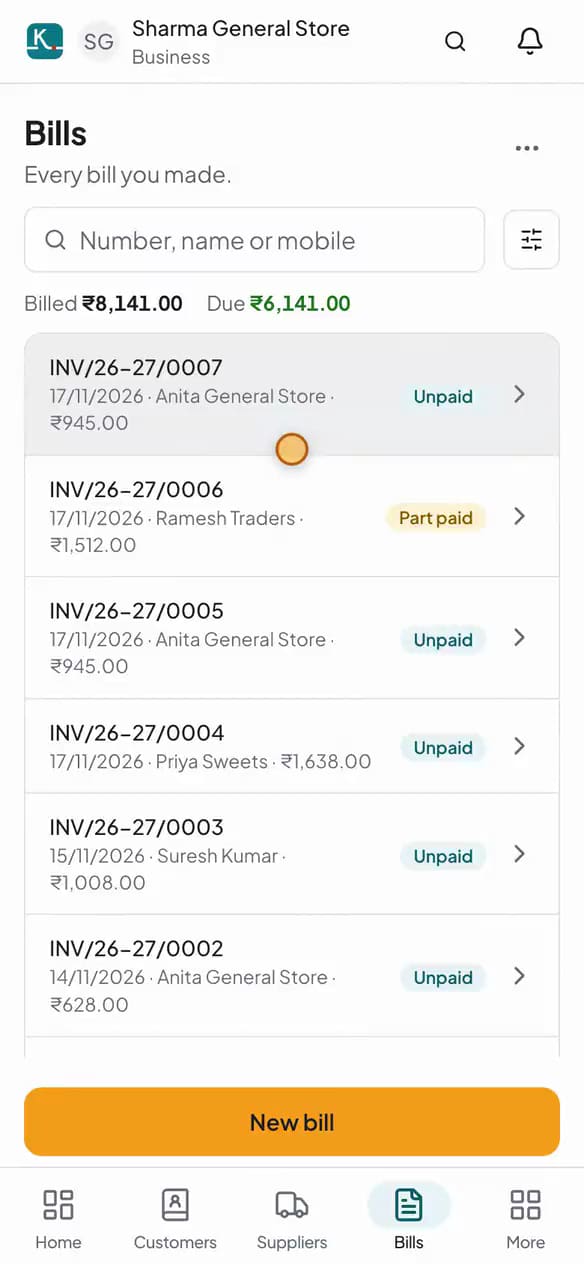 K
SG
Sharma General Store
Business
Bills
Every bill you made.
Number, name or mobile
Billed ₹8,141.00 Due ₹6,141.00
INV/26-27/0007
17/11/2026 · Anita General Store ·
₹945.00
Unpaid
INV/26-27/0006
17/11/2026 · Ramesh Traders ·
₹1,512.00
Part paid
INV/26-27/0005
17/11/2026 · Anita General Store ·
₹945.00
Unpaid
INV/26-27/0004
17/11/2026 · Priya Sweets · ₹1,638.00
Unpaid
INV/26-27/0003
15/11/2026 · Suresh Kumar ·
₹1,008.00
Unpaid
INV/26-27/0002
14/11/2026 · Anita General Store ·
₹628.00
Unpaid
New bill
Home
Customers
Suppliers
Bills
More